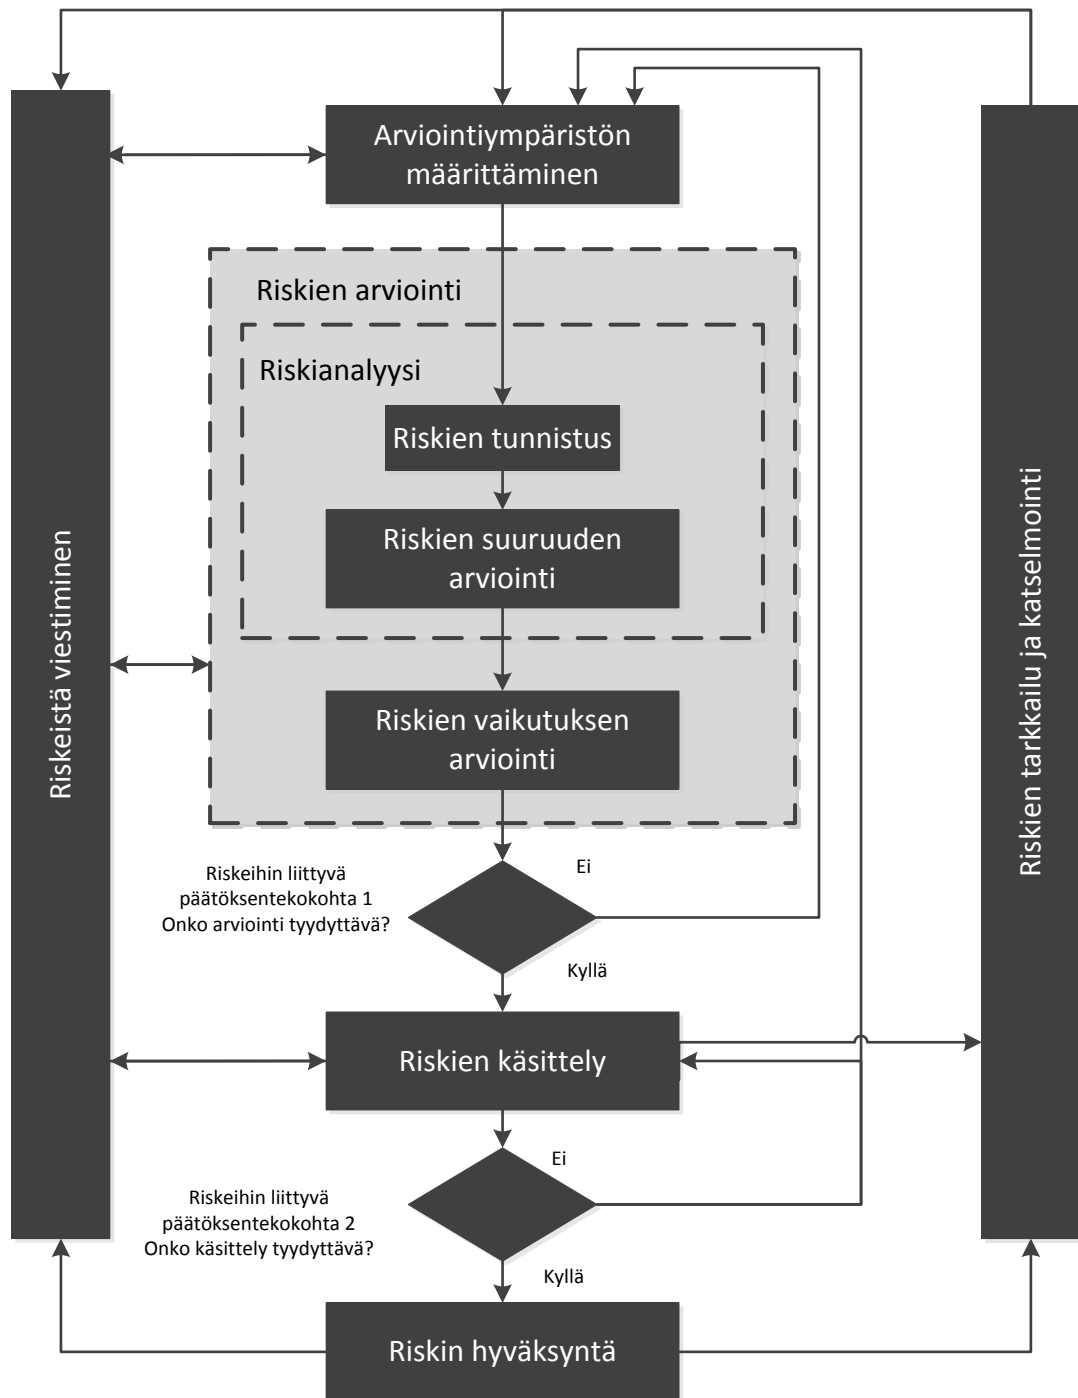 Arviointiympäristön
määrittäminen
Riskien arviointi
Riskianalyysi
Riskien tunnistus
Riskien suuruuden
arviointi
Riskien vaikutuksen
arviointi
Riskeistä viestiminen
Riskien tarkkailu ja katselmointi
Riskeihin liittyvä
päätöksentekokohta 1
Onko arviointi tyydyttävä?
Ei
Kyllä
Riskien käsittely
Riskeihin liittyvä
päätöksentekokohta 2
Onko käsittely tyydyttävä?
Ei
Kyllä
Riskin hyväksyntä